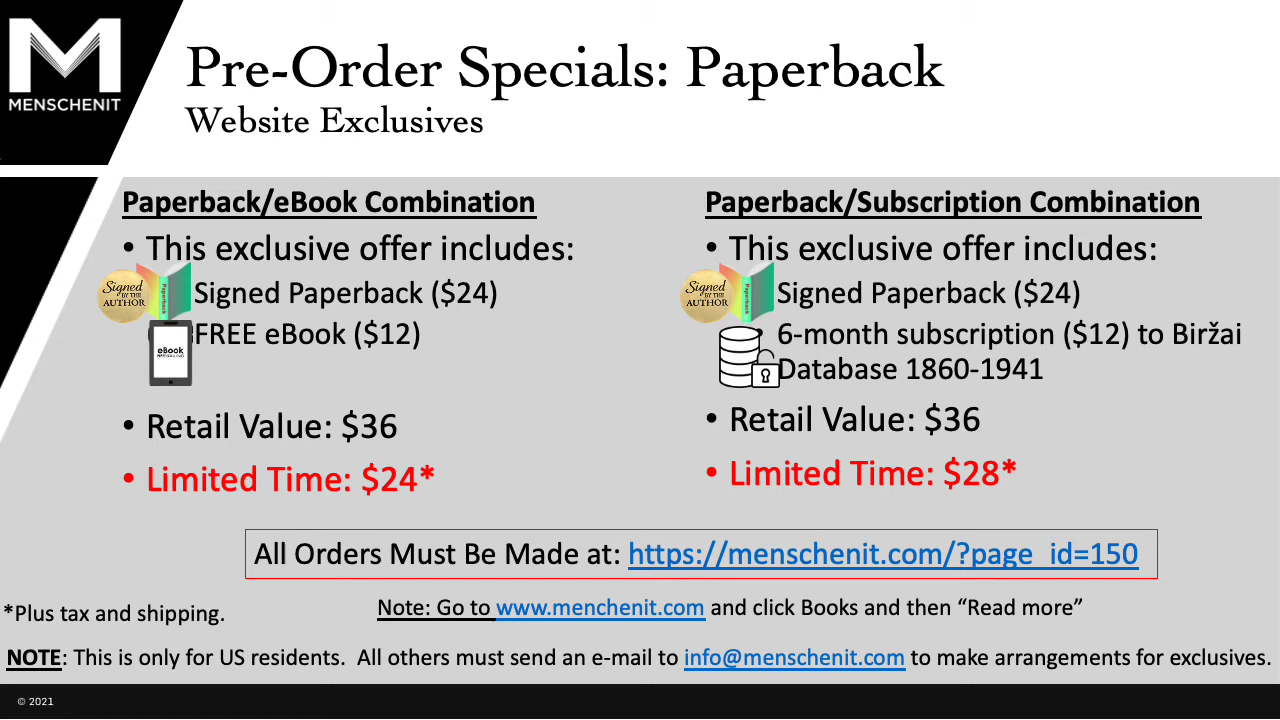 MENSCHENIT
Pre-Order Specials: Paperback
Website Exclusives
Paperback/eBook Combination
• This exclusive offer includes:
Signed BY THE AUTHOR
Paperback
Signed Paperback ($24)
FREE eBook ($12)
eBook
• Retail Value: $36
• Limited Time: $24*
Paperback/Subscription Combination
• This exclusive offer includes:
Signed BY THE AUTHOR
Paperback
Signed Paperback ($24)
• 6-month subscription ($12) to Biržai
Database 1860-1941
• Retail Value: $36
• Limited Time: $28*
All Orders Must Be Made at: https://menschenit.com/?page_id=150
*Plus tax and shipping.
Note: Go to www.menchenit.com and click Books and then “Read more”
NOTE: This is only for US residents. All others must send an e-mail to info@menschenit.com to make arrangements for exclusives.
© 2021